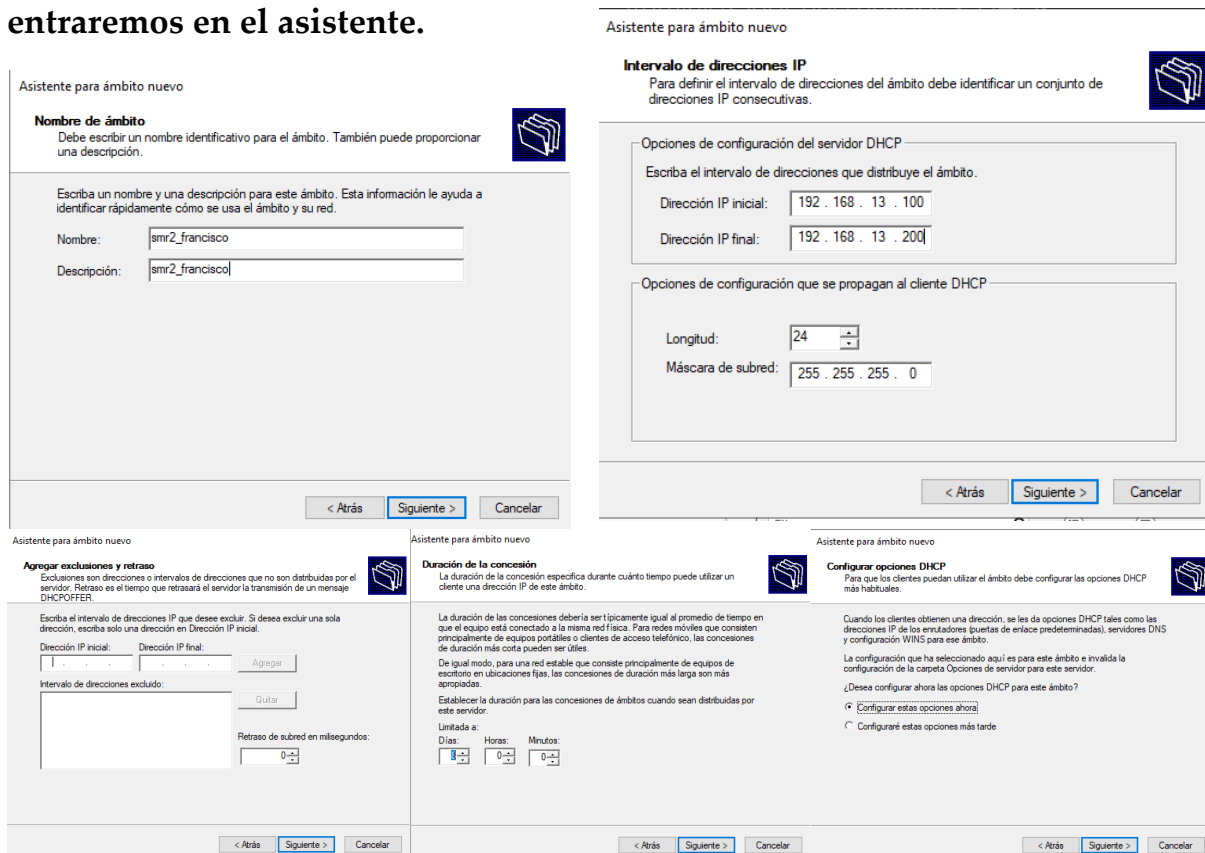 entraremos en el asistente.
Asistente para ámbito nuevo
Nombre de ámbito
Debe escribir un nombre identificativo para el ámbito. También puede proporcionar
una descripción.
Escriba un nombre y una descripción para este ámbito. Esta información le ayuda a
identificar rápidamente cómo se usa el ámbito y su red.
Nombre: smr2_francisco
Descripción: smr2_francisco
< Atrás Siguiente > Cancelar
Asistente para ámbito nuevo
Intervalo de direcciones IP
Para definir el intervalo de direcciones del ámbito debe identificar un conjunto de
direcciones IP consecutivas.
Opciones de configuración del servidor DHCP
Escriba el intervalo de direcciones que distribuye el ámbito.
Dirección IP inicial: 192 . 168 . 13 . 100
Dirección IP final: 192 . 168 . 13 . 200
Opciones de configuración que se propagan al cliente DHCP
Longitud: 24
Máscara de subred: 255 . 255 . 255 . 0
< Atrás Siguiente > Cancelar
Asistente para ámbito nuevo
Agregar exclusiones y retraso
Exclusiones son direcciones o intervalos de direcciones que no son distribuidas por el
servidor. Retraso es el tiempo que retrasará el servidor la transmisión de un mensaje
DHCPOFFER.
Escriba el intervalo de direcciones IP que desee excluir. Si desea excluir una sola
dirección, escriba solo una dirección en Dirección IP inicial.
Dirección IP inicial: Dirección IP final:
Agregar
Intervalo de direcciones excluido:
Quitar
Retraso de subred en milisegundos:
0
< Atrás Siguiente > Cancelar
Asistente para ámbito nuevo
Duración de la concesión
La duración de la concesión especifica durante cuánto tiempo puede utilizar un
cliente una dirección IP de este ámbito.
La duración de las concesiones debería ser típicamente igual al promedio de tiempo en
que el equipo está conectado a la misma red física. Para redes móviles que consisten
principalmente de equipos portátiles o clientes de acceso telefónico, las concesiones
de duración más corta pueden ser útiles.
De igual modo, para una red estable que consiste principalmente de equipos de
escritorio en ubicaciones fijas, las concesiones de duración más larga son más
apropiadas.
Establecer la duración para las concesiones de ámbitos cuando sean distribuidas por
este servidor.
Limitada a:
Días: Horas: Minutos:
0 0
< Atrás Siguiente > Cancelar
Asistente para ámbito nuevo
Configurar opciones DHCP
Para que los clientes puedan utilizar el ámbito debe configurar las opciones DHCP
más habituales.
Cuando los clientes obtienen una dirección, se les da opciones DHCP tales como las
direcciones IP de los enrutadores (puertas de enlace predeterminadas), servidores DNS
y configuración WINS para ese ámbito.
La configuración que ha seleccionado aquí es para este ámbito e invalida la
configuración de la carpeta Opciones de servidor para este servidor.
¿Desea configurar ahora las opciones DHCP para este ámbito?
Configurar estas opciones ahora
Configuraré estas opciones más tarde
< Atrás Siguiente > Cancelar